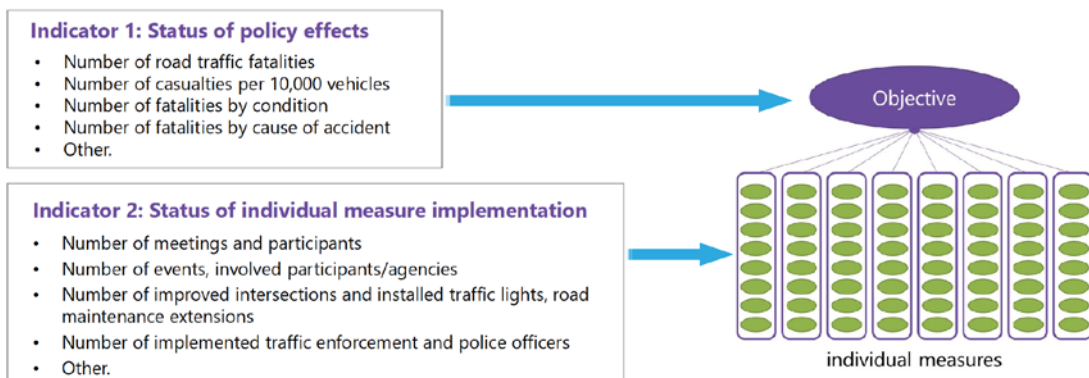 Indicator 1: Status of policy effects
• Number of road traffic fatalities
• Number of casualties per 10,000 vehicles
• Number of fatalities by condition
• Number of fatalities by cause of accident
• Other.
Objective
Indicator 2: Status of individual measure implementation
• Number of meetings and participants
• Number of events, involved participants/agencies
• Number of improved intersections and installed traffic lights, road
maintenance extensions
• Number of implemented traffic enforcement and police officers
• Other.
individual measures